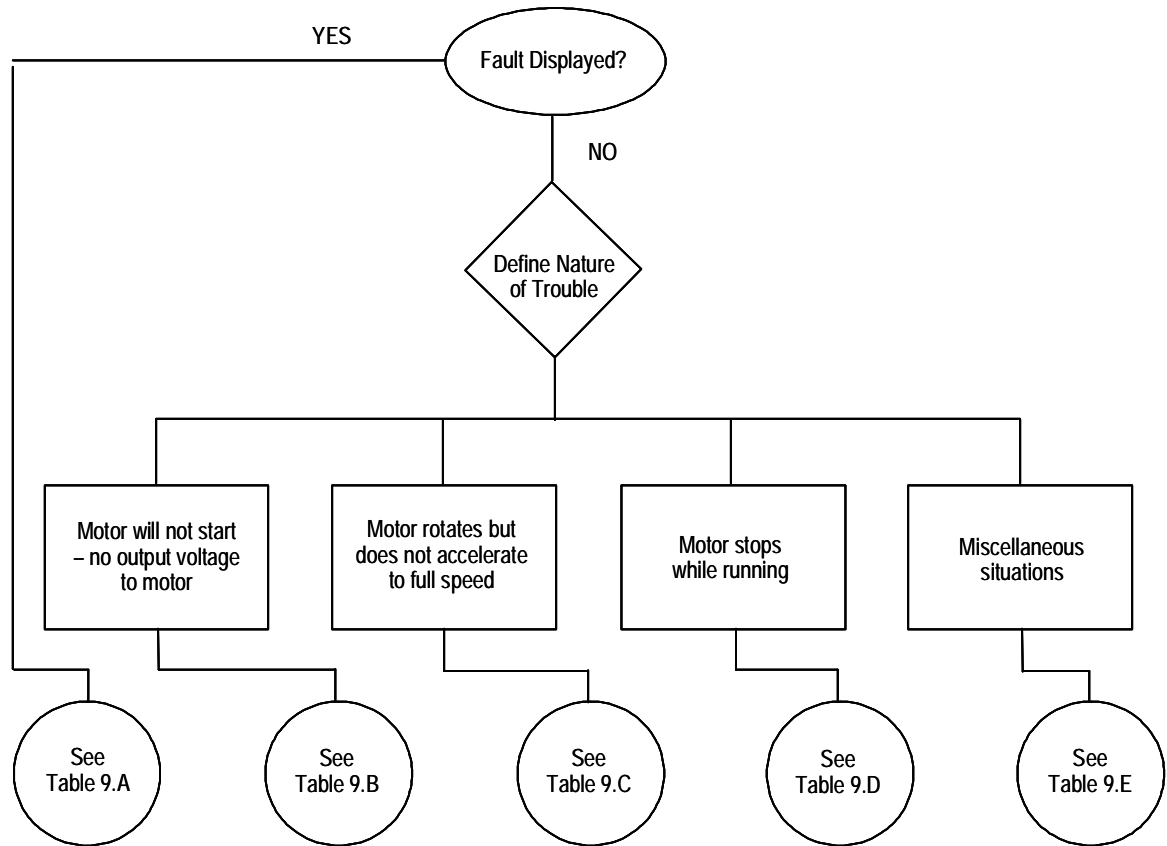 YES
Fault Displayed?
NO
Define Nature
of Trouble
Motor will not start
– no output voltage
to motor
Motor rotates but
does not accelerate
to full speed
Motor stops
while running
Miscellaneous
situations
See
Table 9.A
See
Table 9.B
See
Table 9.C
See
Table 9.D
See
Table 9.E